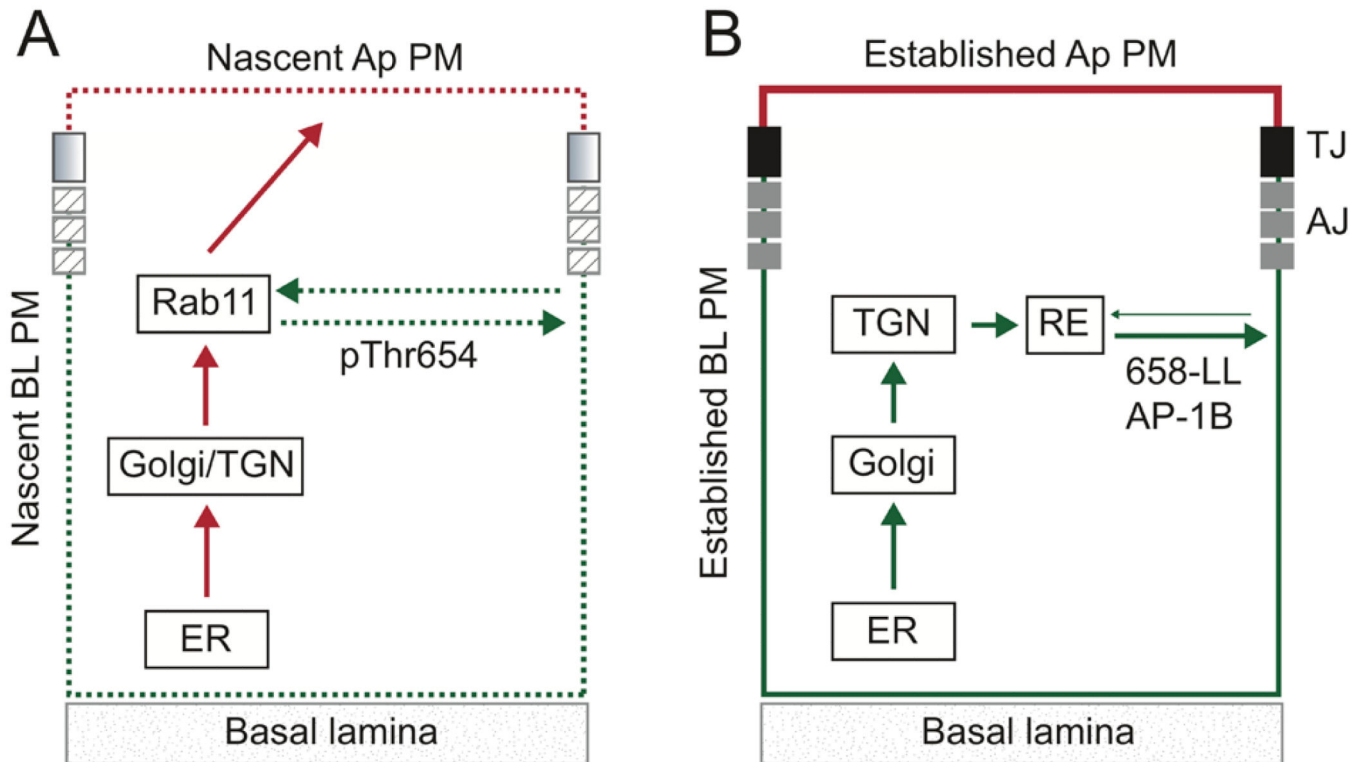 A
Nascent Ap PM
Nascent BL PM
Rab11
pThr654
Golgi/TGN
ER
Basal lamina
B
Established Ap PM
TJ
AJ
Established BL PM
TGN
RE
658-LL
AP-1B
Golgi
ER
Basal lamina